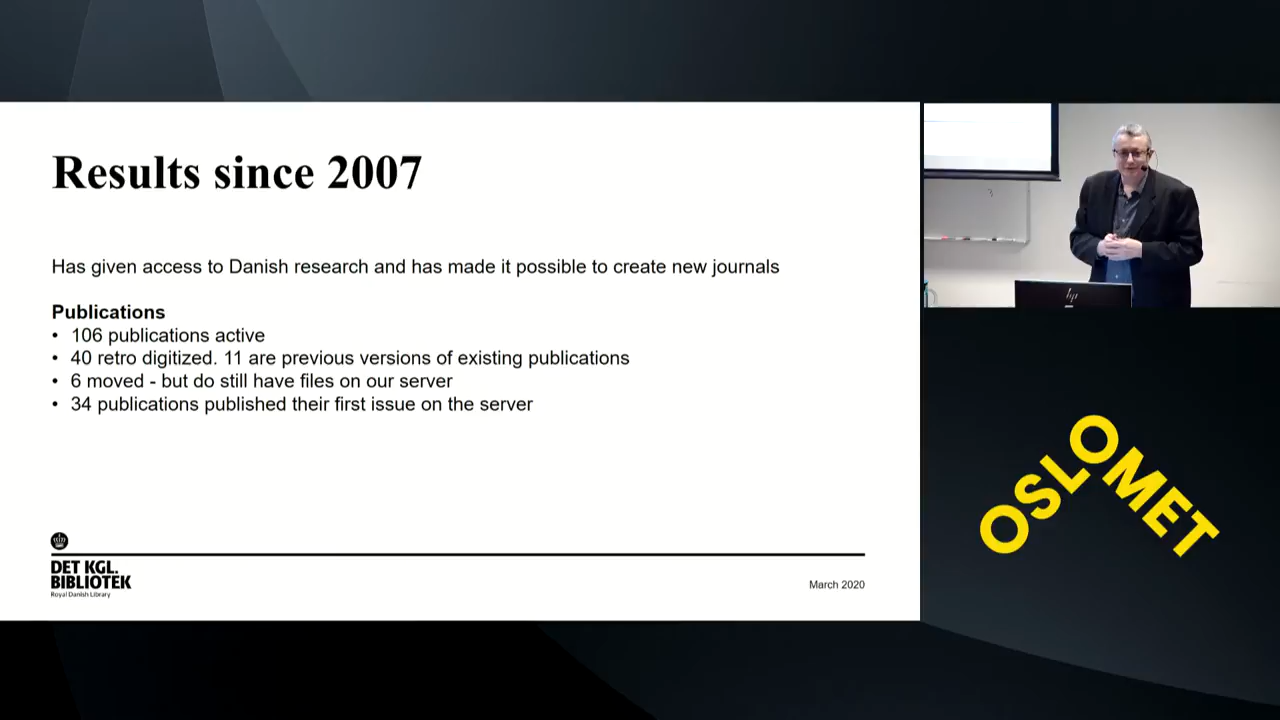 Results since 2007
Has given access to Danish research and has made it possible to create new journals
Publications
• 106 publications active
• 40 retro digitized. 11 are previous versions of existing publications
• 6 moved - but do still have files on our server
• 34 publications published their first issue on the server
DET KGL.
BIBLIOTEK
Royal Danish Library
March 2020
hp
OSLOMET